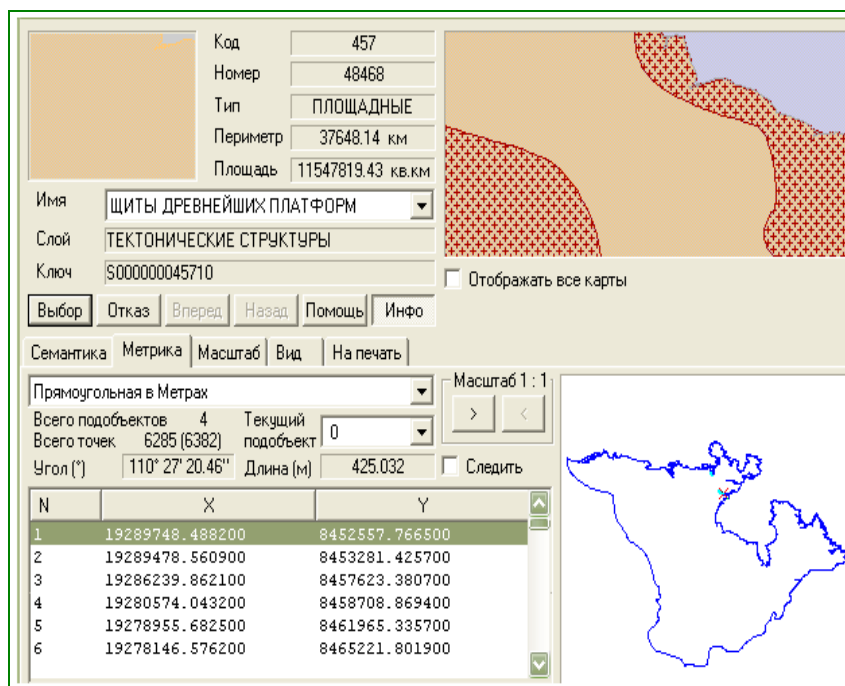 Код 457
Номер 48468
Тип ПЛОЩАДНЫЕ
Периметр 37648.14 км
Площадь 11547819.43 кв.км
Имя ЩИТЫ ДРЕВНЕЙШИХ ПЛАТФОРМ
Слой ТЕКТОНИЧЕСКИЕ СТРУКТУРЫ
Ключ S000000045710
Отображать все карты
Выбор Отказ Вперед Назад Помощь Инфо
Семантика Метрика Масштаб Вид На печать
Прямоугольная в Метрах
Масштаб 1 : 1
Всего подобъектов 4 Текущий
Всего точек 6285 (6382) подобъект 0
> <
Угол (°) 110° 27' 20.46" Длина (м) 425.032 Следить
N X Y
1 19289748.488200 8452557.766500
2 19289478.560900 8453281.425700
3 19286239.862100 8457623.380700
4 19280574.043200 8458708.869400
5 19278955.682500 8461965.335700
6 19278146.576200 8465221.801900